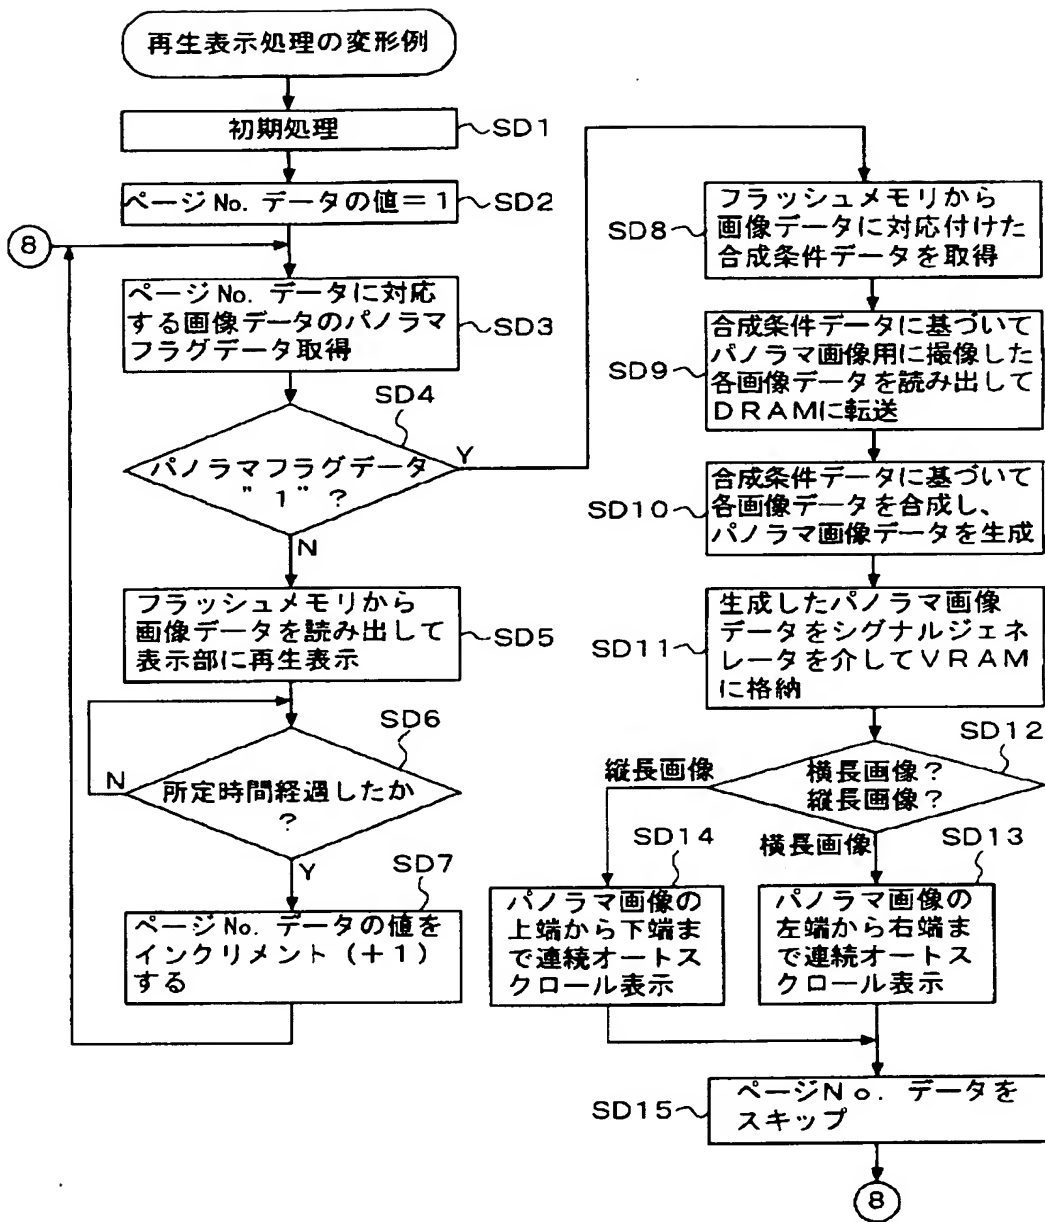 再生表示処理の変形例
初期処理
SD1
ページNo. データの値=1
SD2
8
ページNo. データに対応
する画像データのパノラマ
フラグデータ取得
SD3
SD4
パノラマフラグデータ
"1"?
Y
N
フラッシュメモリから
画像データを読み出して
表示部に再生表示
SD5
SD6
所定時間経過したか
?
N
Y
SD7
ページNo. データの値を
インクリメント(+1)
する
フラッシュメモリから
画像データに対応付けた
合成条件データを取得
SD8
合成条件データに基づいて
パノラマ画像用に撮像した
各画像データを読み出して
DRAMに転送
SD9
合成条件データに基づいて
各画像データを合成し、
パノラマ画像データを生成
SD10
生成したパノラマ画像
データをシグナルジェネ
レータを介してVRAM
に格納
SD11
SD12
横長画像?
縦長画像?
縦長画像
横長画像
SD14
パノラマ画像の
上端から下端ま
で連続オートス
クロール表示
SD13
パノラマ画像の
左端から右端ま
で連続オートス
クロール表示
SD15
ページNo. データを
スキップ
8